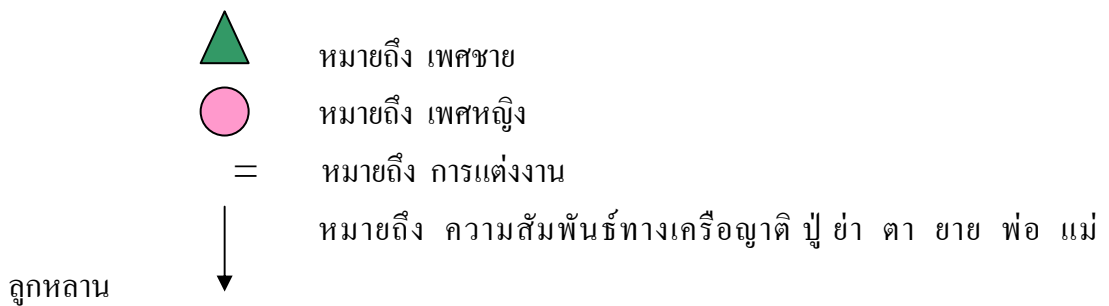 หมายถึง เพศชาย
หมายถึง เพศหญิง
= หมายถึง การแต่งงาน
หมายถึง ความสัมพันธ์ทางเครือญาติ ปู่ ย่า ตา ยาย พ่อ แม่
ลูกหลาน